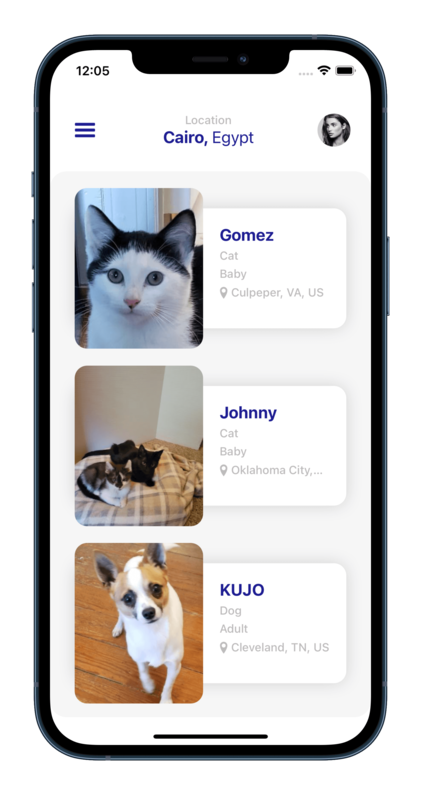 12:05
Location
Cairo, Egypt
Gomez
Cat
Baby
Culpeper, VA, US
Johnny
Cat
Baby
Oklahoma City,...
KUJO
Dog
Adult
Cleveland, TN, US